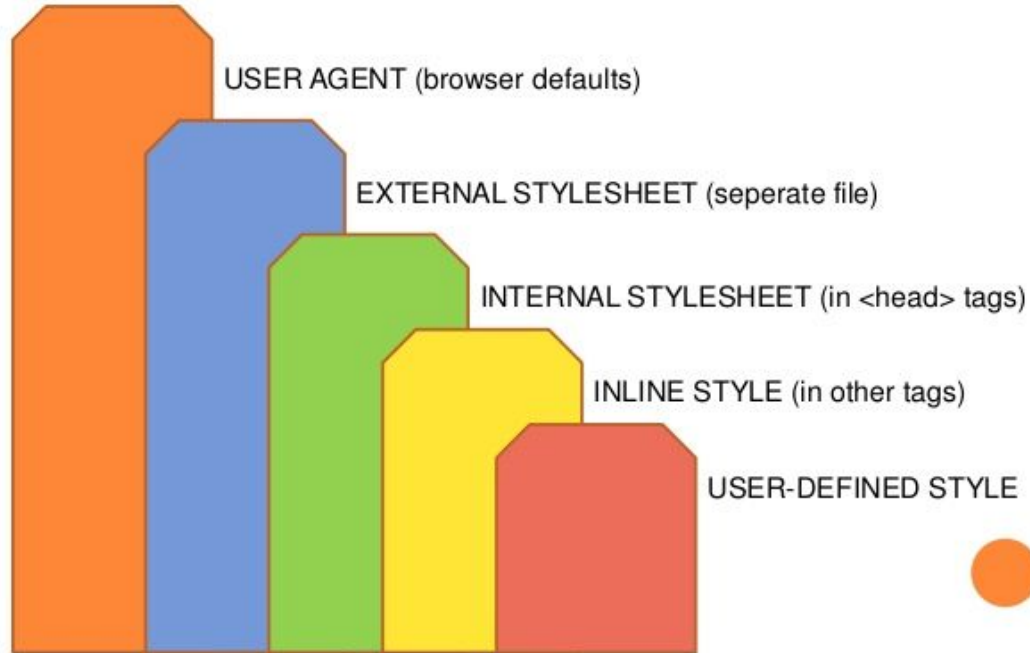 USER AGENT (browser defaults)
EXTERNAL STYLESHEET (seperate file)
INTERNAL STYLESHEET (in <head> tags)
INLINE STYLE (in other tags)
USER-DEFINED STYLE